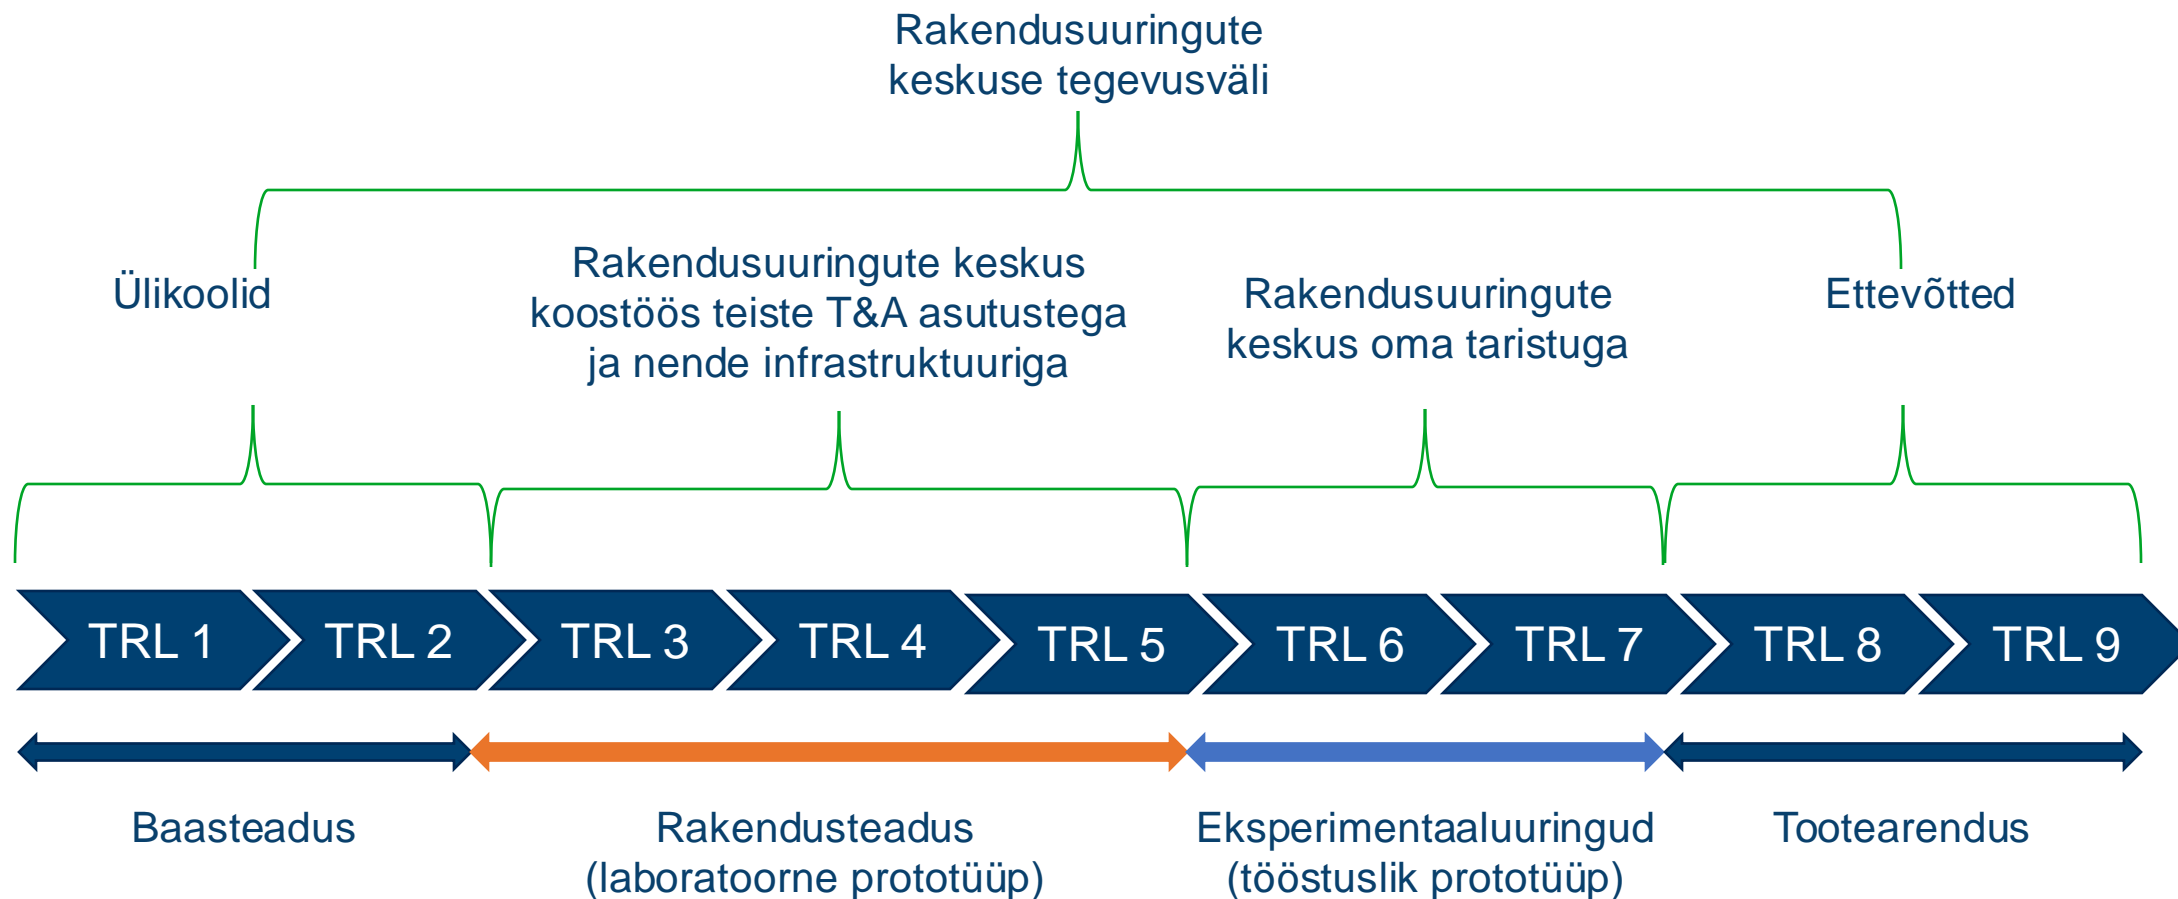 Rakendusuuringute
keskuse tegevusväli
Ülikoolid
Rakendusuuringute keskus
koostöös teiste T&A asutustega
ja nende infrastruktuuriga
Rakendusuuringute
keskus oma taristuga
Ettevõtted
TRL 1
TRL 2
TRL 3
TRL 4
TRL 5
TRL 6
TRL 7
TRL 8
TRL 9
Baasteadus
Rakendusteadus
(laboratoorne prototüüp)
Eksperimentaaluuringud
(tööstuslik prototüüp)
Tootearendus